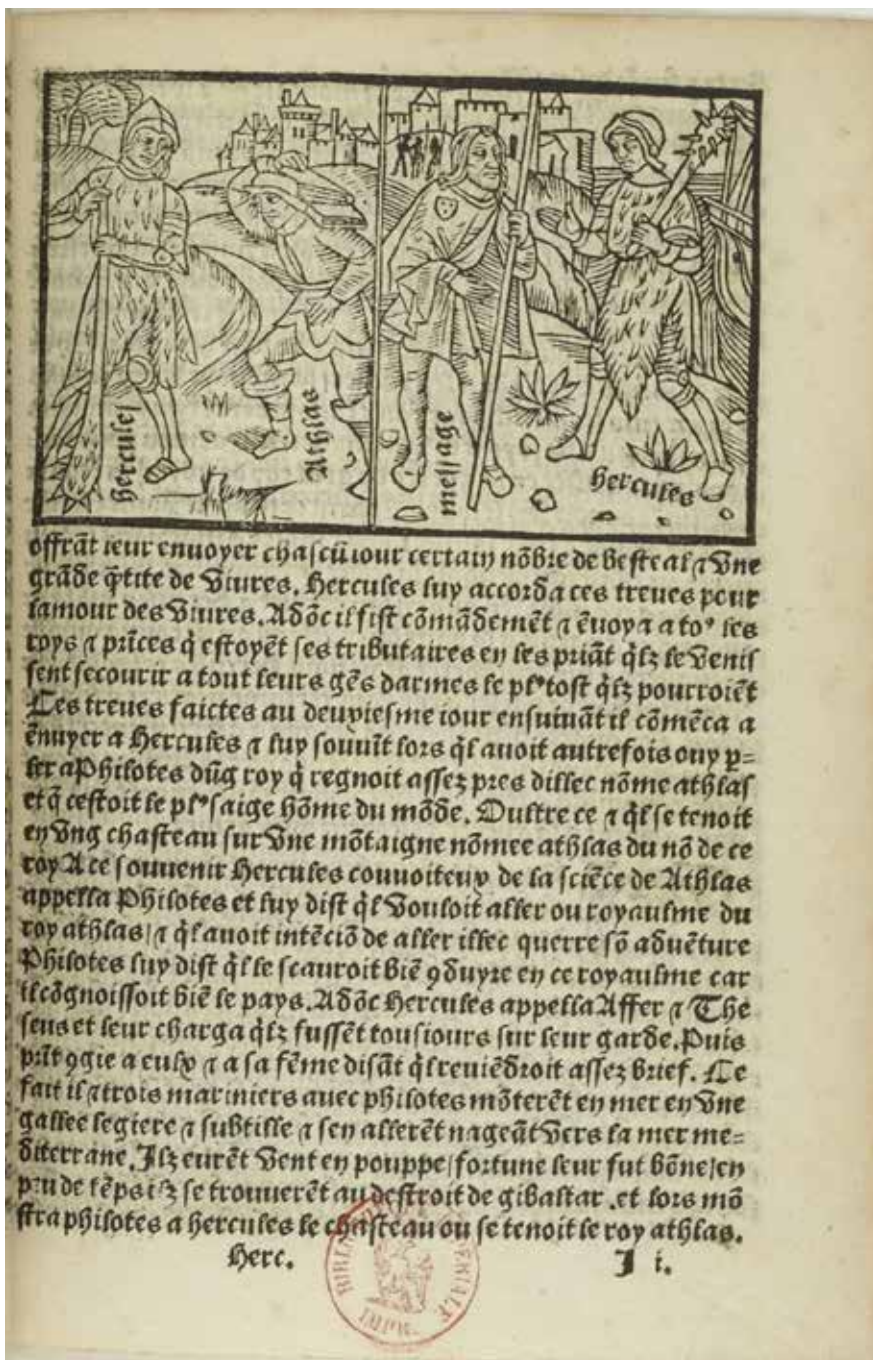 hercules
Athlas
message
hercules
offrãt leur enuoyer chascũ iour certain nõbre de besteal ⁊ vne
grãde q̃tite de viures. Hercules luy accorda ces treues pour
lamour des viures. Adõc il fist cõmãdemẽt ⁊ ẽuoya a toꝰ les
roys ⁊ prĩces q̃ estoyẽt ses tributaires en les priãt q̃lz le venis
sent secourir a tout leurs gẽs darmes le plꝰtost q̃lz pourroiẽt
Les treues faictes au deuxiesme iour ensuiuãt il cõmẽca a
ẽnuyer a Hercules ⁊ luy souuĩt lors q̃l auoit autrefois ouy p̱=
ler a Philotes dũg roy q̃ regnoit assez pres dillec nõme athlas
et q̃ cestoit le plꝰsaige hõme du mõde. Oultre ce ⁊ q̃l se tenoit
en vng chasteau sur vne mõtaigne nõmee athlas du nõ de ce
roy A ce souuenir Hercules conuoiteux de la sciẽce de Athlas
appella Philotes et luy dist q̃l vouloit aller ou royaulme du
roy athlas/⁊ q̃l auoit intẽciõ de aller illec querre sõ aduẽture
Philotes luy dist q̃l le scauroit biẽ ꝯduyre en ce royaulme car
il cõgnoissoit biẽ le pays. Adõc Hercules appella Affer ⁊ The
seus et leur charga q̃lz fussẽt tousiours sur leur garde. Puis
prĩt ꝯgie a eulx ⁊ a sa fẽme disãt q̃l reuiẽdroit assez brief. Ce
fait il ⁊ trois mariniers auec philotes mõterẽt en mer en vne
gallee legiere ⁊ subtille ⁊ sen allerẽt nageãt vers la mer me=
diterrane. Ilz eurẽt vent en pouppe/fortune leur fut bõne/en
peu de tẽps ilz se trouuerẽt au destroit de gibaltar. et lors mõ
stra philotes a hercules le chasteau ou se tenoit le roy athlas.
Herc. I i.